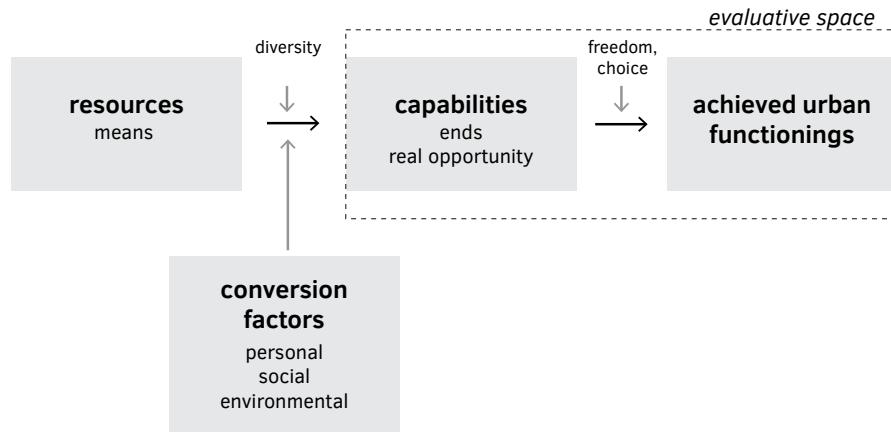 evaluative space
diversity
freedom,
choice
resources
means
capabilities
ends
real opportunity
achieved urban
functionings
conversion
factors
personal
social
environmental